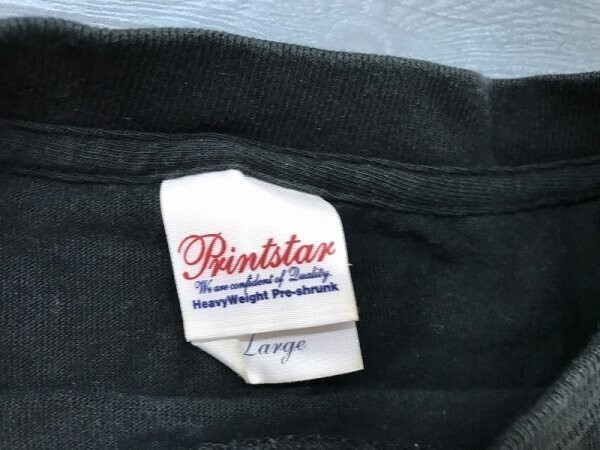 Printstar
We are confident of Quality.
HeavyWeight Pre-shrunk
Large